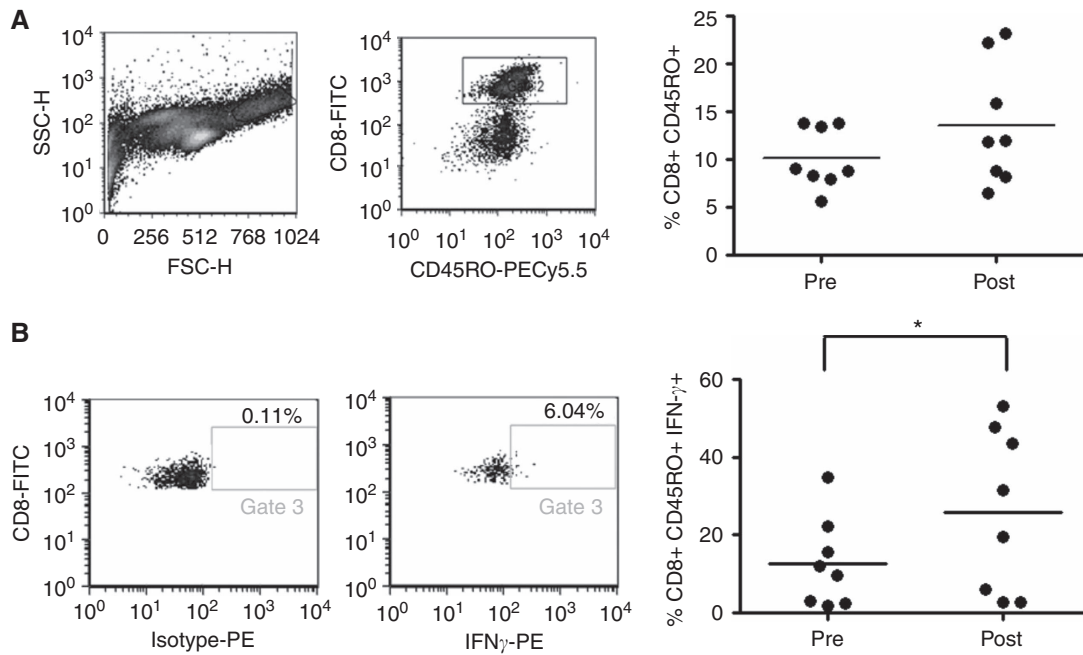 A
SSC-H
10⁴
10³
10²
10¹
10⁰
0 256 512 768 1024
FSC-H
CD8-FITC
10⁴
10³
10²
10¹
10⁰
2
10⁰ 10¹ 10² 10³ 10⁴
CD45RO-PECy5.5
% CD8+ CD45RO+
25
20
15
10
5
0
Pre Post
B
CD8-FITC
10⁴
10³
10²
10¹
10⁰
0.11%
Gate 3
10⁰ 10¹ 10² 10³ 10⁴
Isotype-PE
10⁴
10³
10²
10¹
10⁰
6.04%
Gate 3
10⁰ 10¹ 10² 10³ 10⁴
IFNγ-PE
% CD8+ CD45RO+ IFN-γ+
*
60
40
20
0
Pre Post